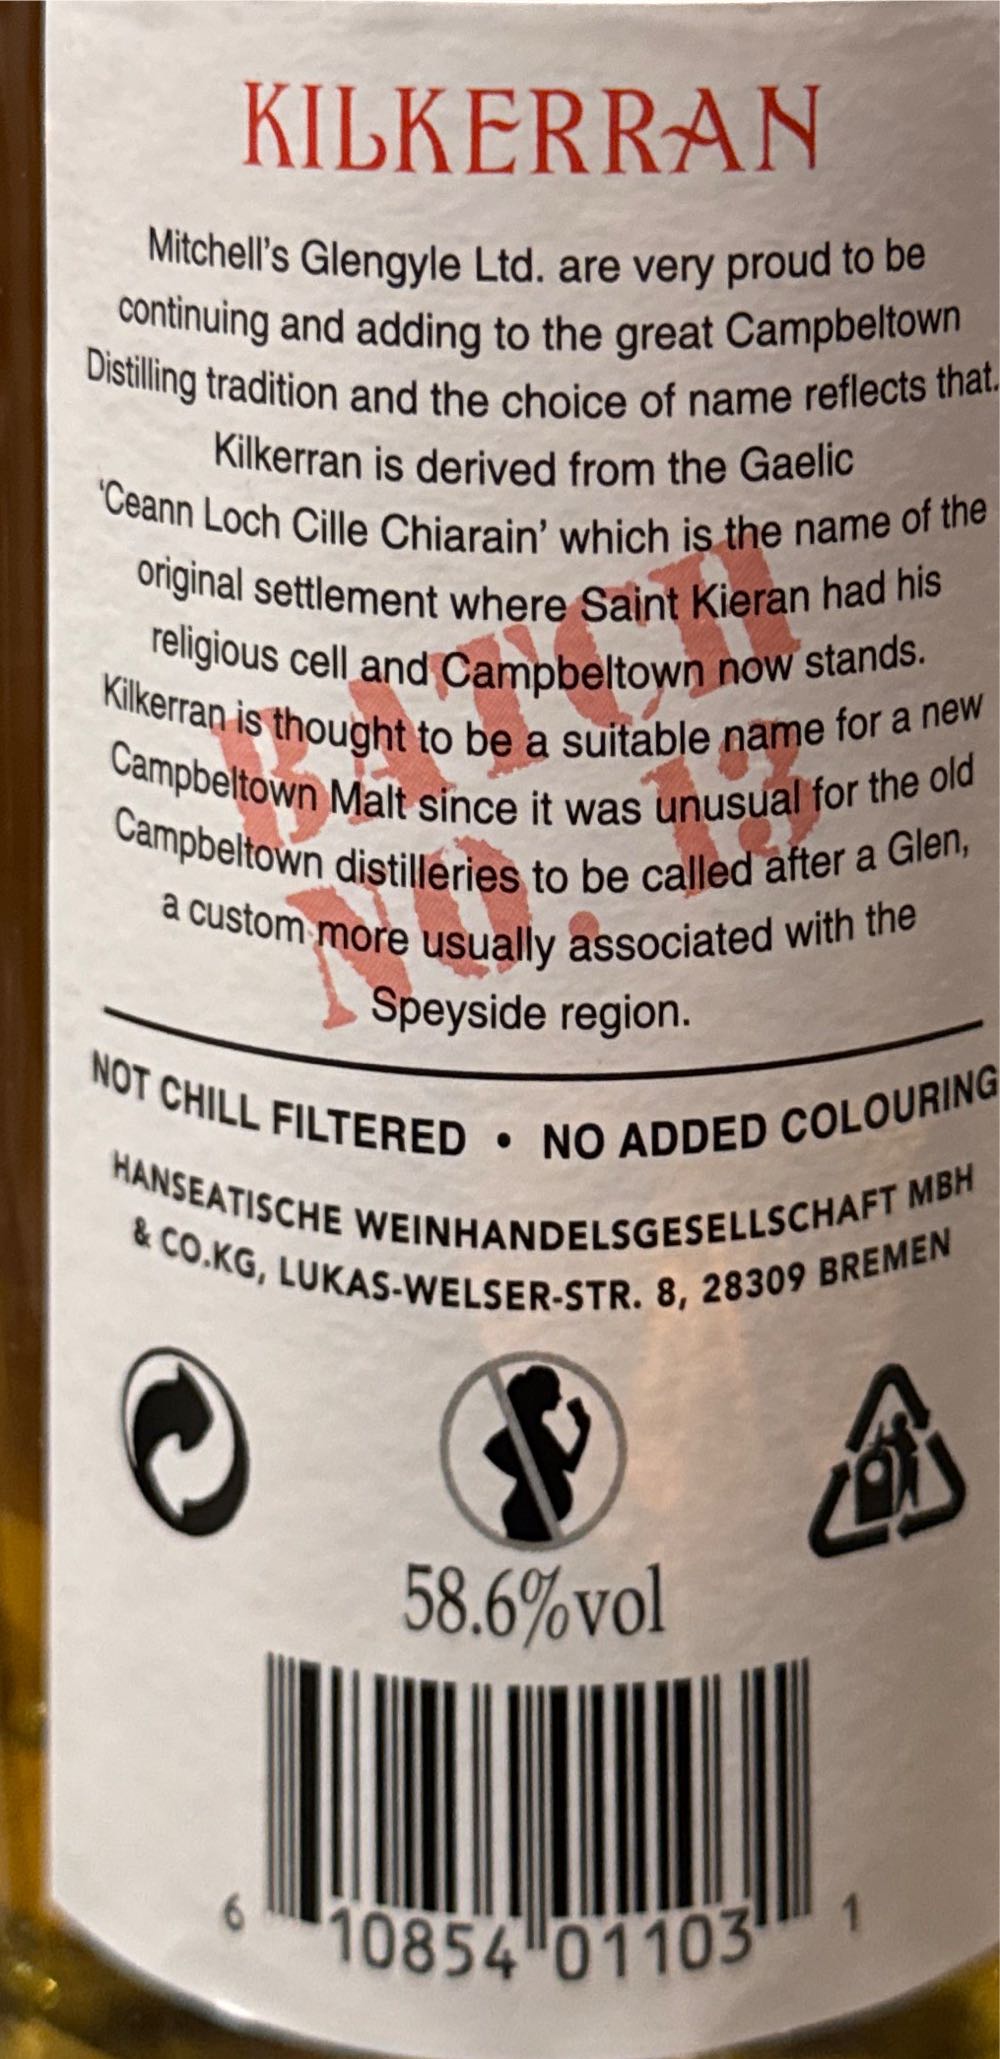 KILKERRAN
Mitchell's Glengyle Ltd. are very proud to be
continuing and adding to the great Campbeltown
Distilling tradition and the choice of name reflects that.
Kilkerran is derived from the Gaelic
'Ceann Loch Cille Chiarain' which is the name of the
original settlement where Saint Kieran had his
religious cell and Campbeltown now stands.
Kilkerran is thought to be a suitable name for a new
Campbeltown Malt since it was unusual for the old
Campbeltown distilleries to be called after a Glen,
a custom more usually associated with the
Speyside region.
BATCH
NO. 13
NOT CHILL FILTERED • NO ADDED COLOURING
HANSEATISCHE WEINHANDELSGESELLSCHAFT MBH
& CO.KG, LUKAS-WELSER-STR. 8, 28309 BREMEN
58.6%vol
6 10854 01103 1